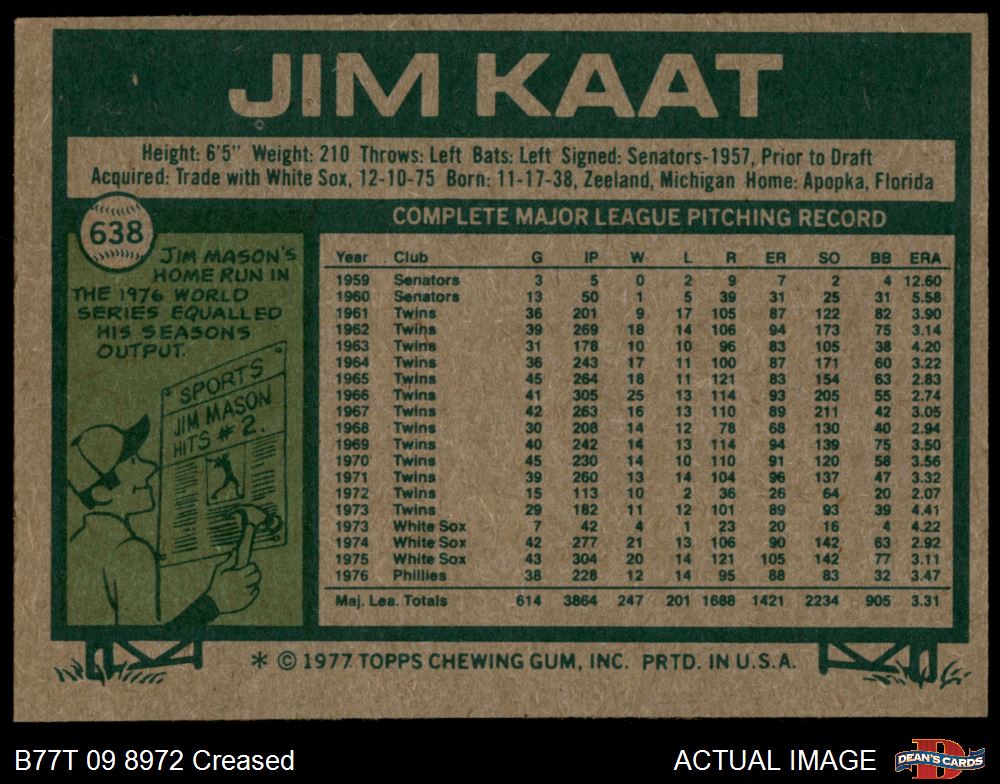 JIM KAAT
Height: 6'5" Weight: 210 Throws: Left Bats: Left Signed: Senators-1957, Prior to Draft
Acquired: Trade with White Sox, 12-10-75 Born: 11-17-38, Zeeland, Michigan Home: Apopka, Florida
638
JIM MASON'S
HOME RUN IN
THE 1976 WORLD
SERIES EQUALLED
HIS SEASONS
OUTPUT.
SPORTS
JIM MASON
HITS # 2.
COMPLETE MAJOR LEAGUE PITCHING RECORD
Year Club G IP W L R ER SO BB ERA
1959 Senators 3 5 0 2 9 7 2 4 12.60
1960 Senators 13 50 1 5 39 31 25 31 5.58
1961 Twins 36 201 9 17 105 87 122 82 3.90
1962 Twins 39 269 18 14 106 94 173 75 3.14
1963 Twins 31 178 10 10 96 83 105 38 4.20
1964 Twins 36 243 17 11 100 87 171 60 3.22
1965 Twins 45 264 18 11 121 83 154 63 2.83
1966 Twins 41 305 25 13 114 93 205 55 2.74
1967 Twins 42 263 16 13 110 89 211 42 3.05
1968 Twins 30 208 14 12 78 68 130 40 2.94
1969 Twins 40 242 14 13 114 94 139 75 3.50
1970 Twins 45 230 14 10 110 91 120 58 3.56
1971 Twins 39 260 13 14 104 96 137 47 3.32
1972 Twins 15 113 10 2 36 26 64 20 2.07
1973 Twins 29 182 11 12 101 89 93 39 4.41
1973 White Sox 7 42 4 1 23 20 16 4 4.22
1974 White Sox 42 277 21 13 106 90 142 63 2.92
1975 White Sox 43 304 20 14 121 105 142 77 3.11
1976 Phillies 38 228 12 14 95 88 83 32 3.47
Maj. Lea. Totals 614 3864 247 201 1688 1421 2234 905 3.31
* © 1977 TOPPS CHEWING GUM, INC. PRTD. IN U.S.A.
B77T 09 8972 Creased
ACTUAL IMAGE
D
DEAN'S CARDS